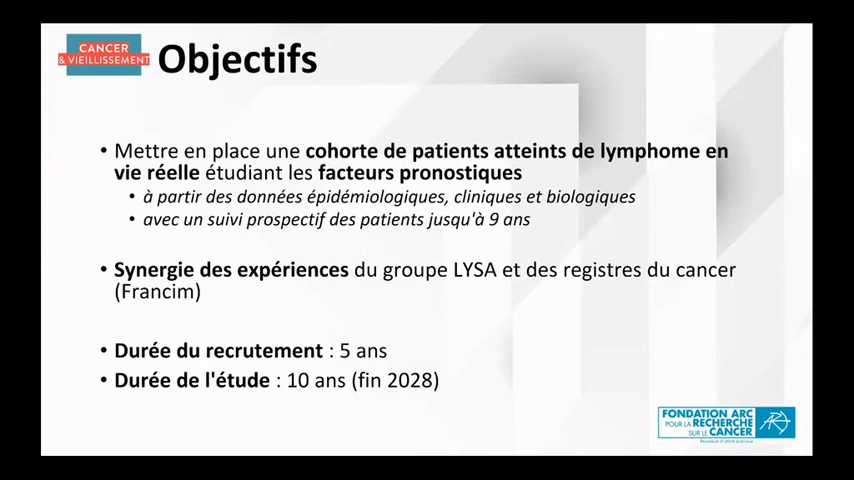 CANCER
& VIEILLISSEMENT
Objectifs
• Mettre en place une cohorte de patients atteints de lymphome en
vie réelle étudiant les facteurs pronostiques
• à partir des données épidémiologiques, cliniques et biologiques
• avec un suivi prospectif des patients jusqu'à 9 ans
• Synergie des expériences du groupe LYSA et des registres du cancer
(Francim)
• Durée du recrutement : 5 ans
• Durée de l'étude : 10 ans (fin 2028)
FONDATION ARC
POUR LA RECHERCHE
SUR LE CANCER
Reconnue d'utilité publique